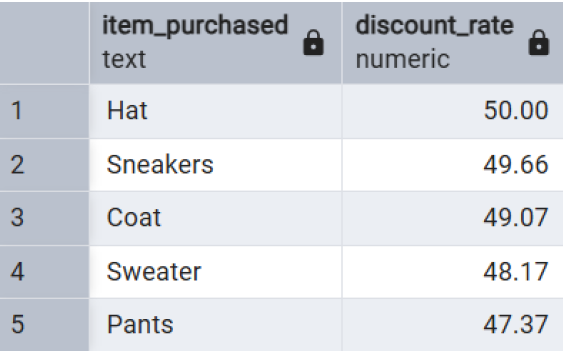 item_purchased discount_rate
text numeric
1 Hat 50.00
2 Sneakers 49.66
3 Coat 49.07
4 Sweater 48.17
5 Pants 47.37